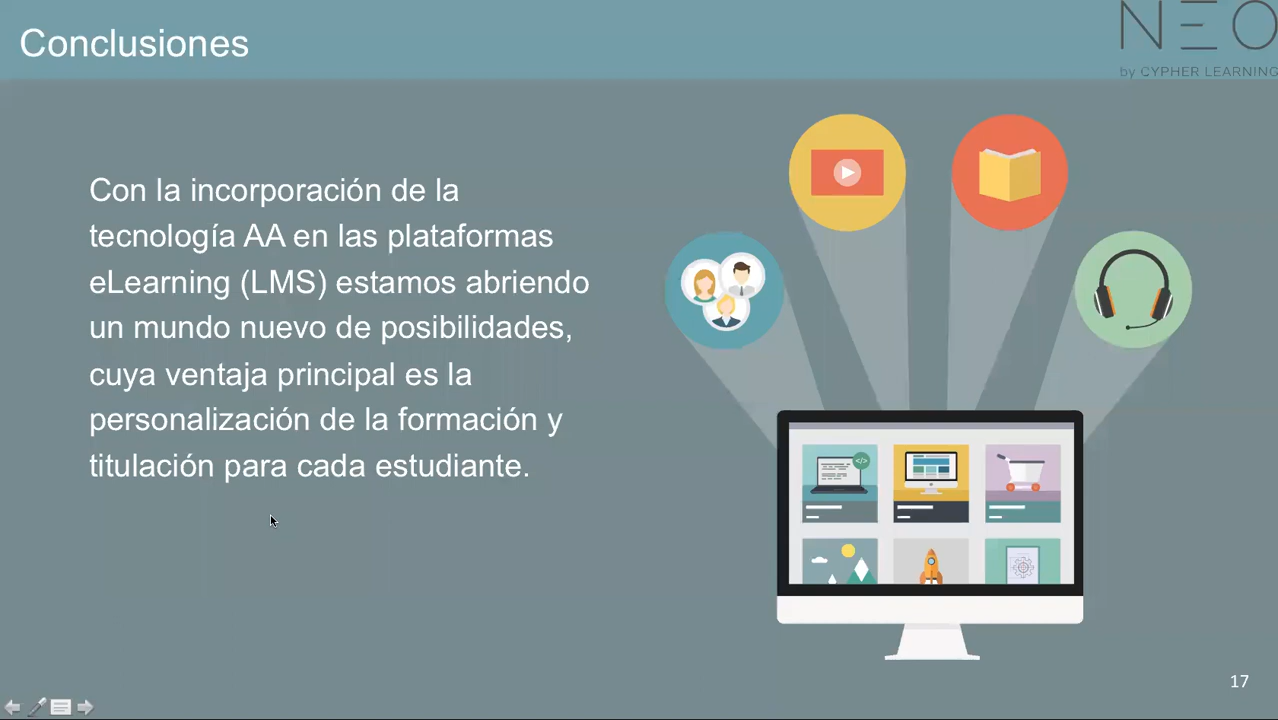 Conclusiones
NEO
by CYPHER LEARNING
Con la incorporación de la
tecnología AA en las plataformas
eLearning (LMS) estamos abriendo
un mundo nuevo de posibilidades,
cuya ventaja principal es la
personalización de la formación y
titulación para cada estudiante.
</>
17